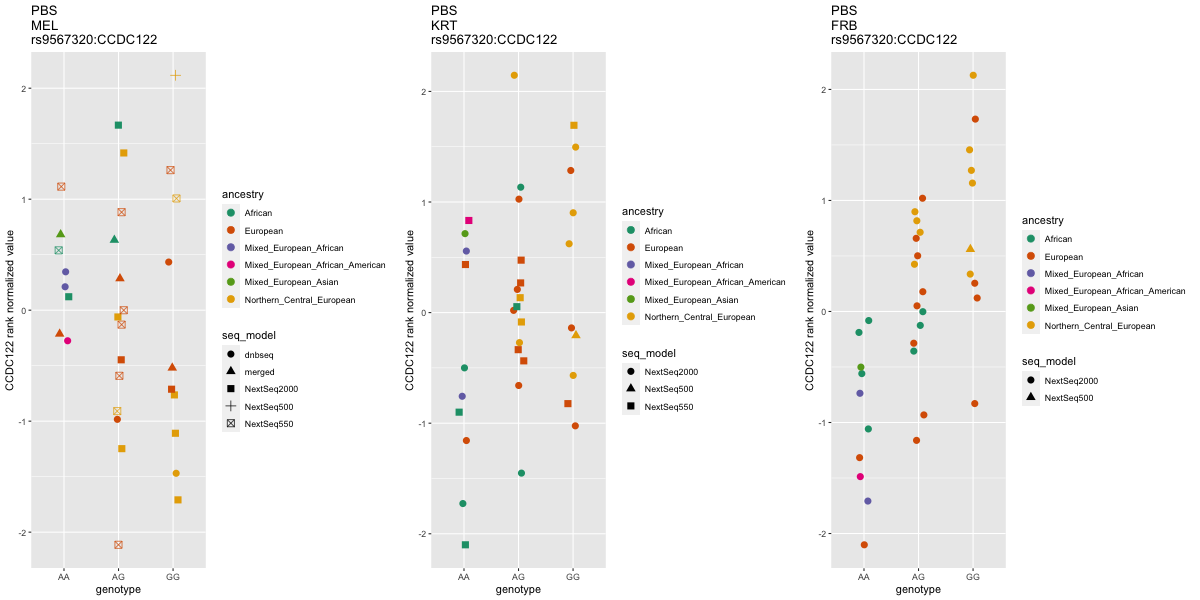 PBS
MEL
rs9567320:CCDC122
CCDC122 rank normalized value
2
1
0
-1
-2
AA
AG
GG
genotype
ancestry
African
European
Mixed_European_African
Mixed_European_African_American
Mixed_European_Asian
Northern_Central_European
seq_model
dnbseq
merged
NextSeq2000
NextSeq500
NextSeq550
PBS
KRT
rs9567320:CCDC122
CCDC122 rank normalized value
2
1
0
-1
-2
AA
AG
GG
genotype
ancestry
African
European
Mixed_European_African
Mixed_European_African_American
Mixed_European_Asian
Northern_Central_European
seq_model
NextSeq2000
NextSeq500
NextSeq550
PBS
FRB
rs9567320:CCDC122
CCDC122 rank normalized value
2
1
0
-1
-2
AA
AG
GG
genotype
ancestry
African
European
Mixed_European_African
Mixed_European_African_American
Mixed_European_Asian
Northern_Central_European
seq_model
NextSeq2000
NextSeq500